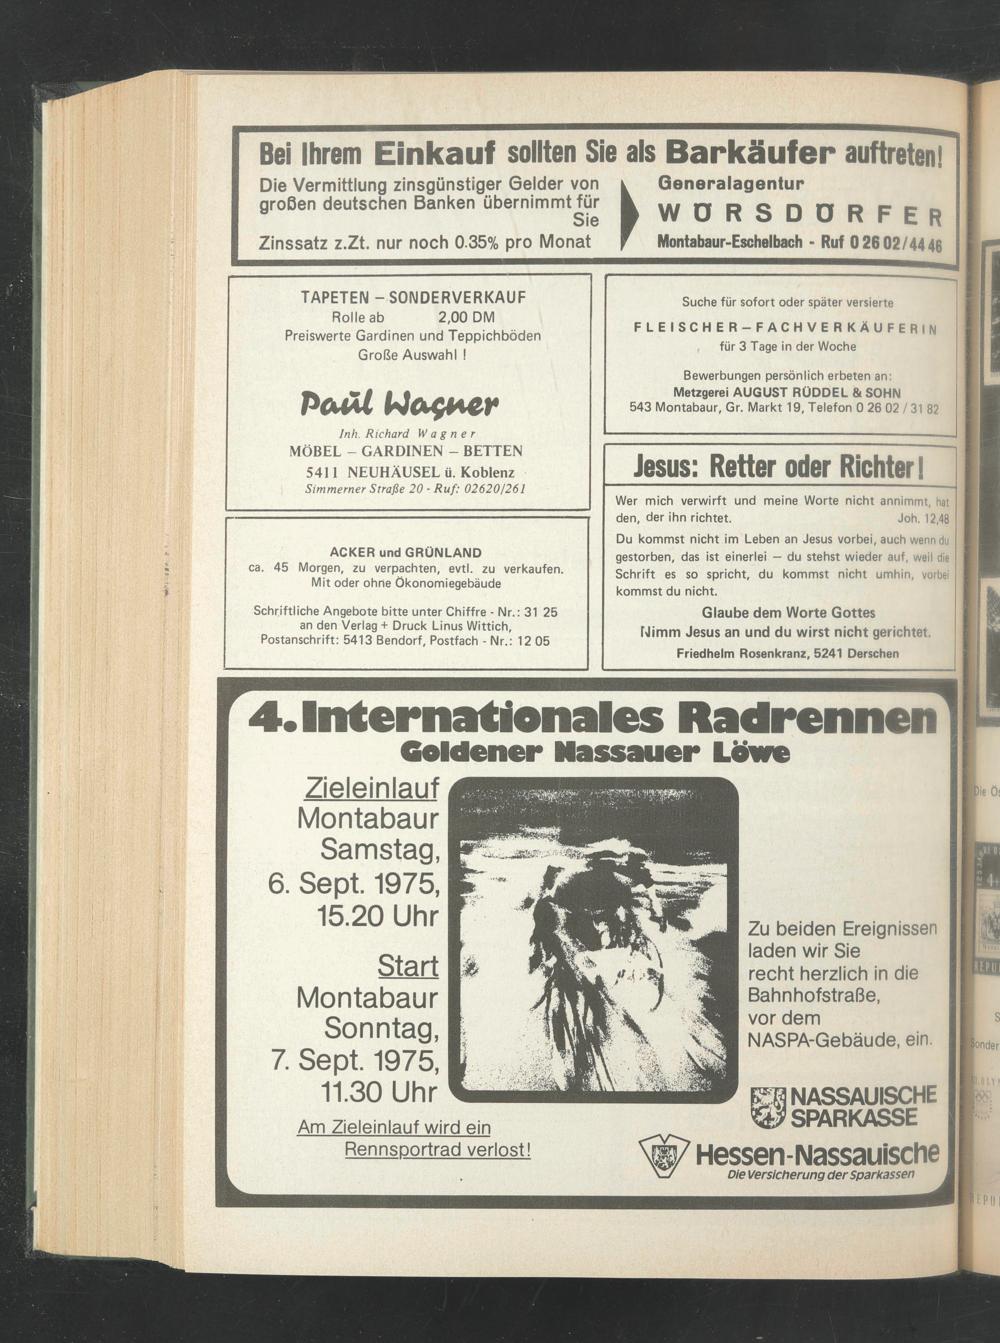 Bei Ihrem Einkauf sollten Sie als Barkäufer auftreten!
Die Vermittlung zinsgünstiger Gelder von
großen deutschen Banken übernimmt für
Sie
Zinssatz z.Zt. nur noch 0.35% pro Monat
Generalagentur
WÖRSDÖRFER
Montabaur-Eschelbach - Ruf 0 26 02/44 46
TAPETEN – SONDERVERKAUF
Rolle ab 2,00 DM
Preiswerte Gardinen und Teppichböden
Große Auswahl !
Paul Wagner
Inh. Richard Wagner
MÖBEL – GARDINEN – BETTEN
5411 NEUHÄUSEL ü. Koblenz
Simmerner Straße 20 - Ruf: 02620/261
ACKER und GRÜNLAND
ca. 45 Morgen, zu verpachten, evtl. zu verkaufen.
Mit oder ohne Ökonomiegebäude
Schriftliche Angebote bitte unter Chiffre - Nr.: 31 25
an den Verlag + Druck Linus Wittich,
Postanschrift: 5413 Bendorf, Postfach - Nr.: 12 05
Suche für sofort oder später versierte
FLEISCHER–FACHVERKÄUFERIN
für 3 Tage in der Woche
Bewerbungen persönlich erbeten an:
Metzgerei AUGUST RÜDDEL & SOHN
543 Montabaur, Gr. Markt 19, Telefon 0 26 02 / 31 82
Jesus: Retter oder Richter!
Wer mich verwirft und meine Worte nicht annimmt, hat
den, der ihn richtet. Joh. 12,48
Du kommst nicht im Leben an Jesus vorbei, auch wenn du
gestorben, das ist einerlei — du stehst wieder auf, weil die
Schrift es so spricht, du kommst nicht umhin, vorbei
kommst du nicht.
Glaube dem Worte Gottes
Nimm Jesus an und du wirst nicht gerichtet.
Friedhelm Rosenkranz, 5241 Derschen
4. Internationales Radrennen
Goldener Nassauer Löwe
Zieleinlauf
Montabaur
Samstag,
6. Sept. 1975,
15.20 Uhr
Start
Montabaur
Sonntag,
7. Sept. 1975,
11.30 Uhr
Am Zieleinlauf wird ein
Rennsportrad verlost!
Zu beiden Ereignissen
laden wir Sie
recht herzlich in die
Bahnhofstraße,
vor dem
NASPA-Gebäude, ein.
NASSAUISCHE
SPARKASSE
Hessen-Nassauische
Die Versicherung der Sparkassen
Die